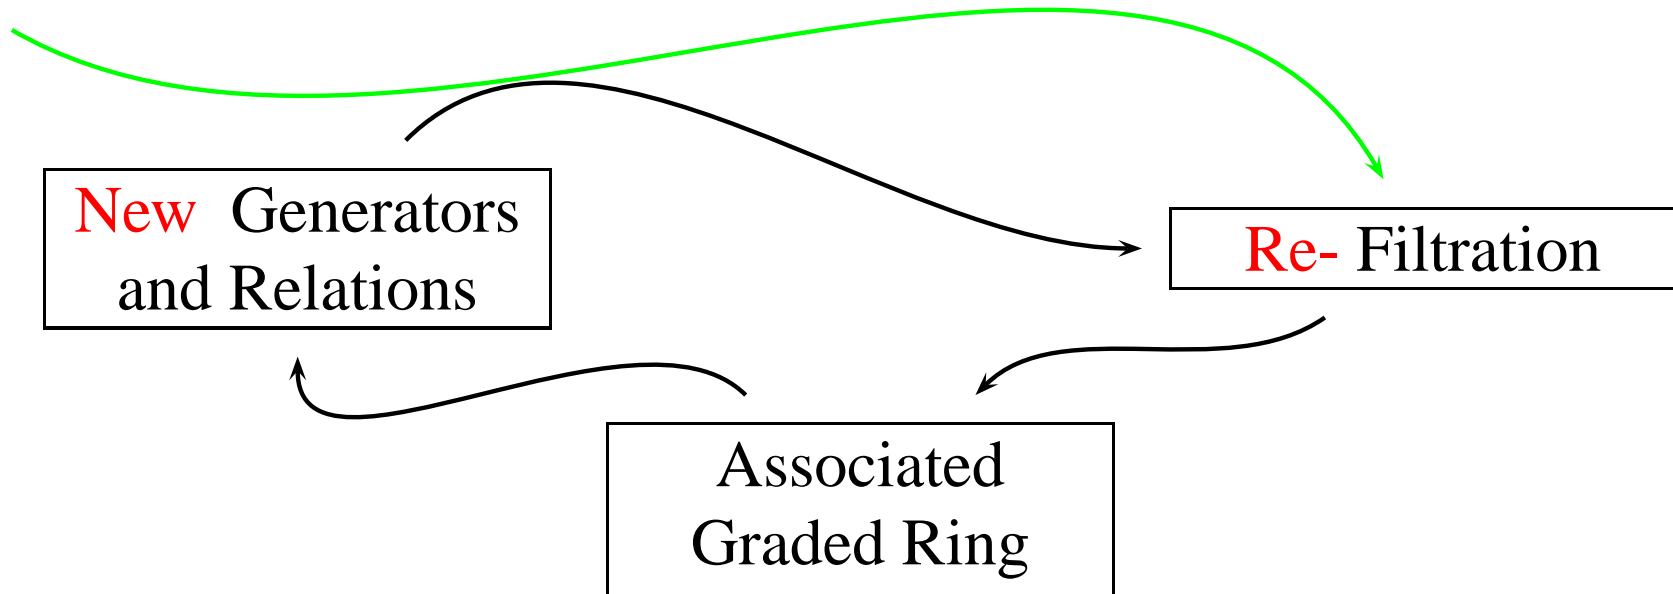 New Generators
and Relations
Re- Filtration
Associated
Graded Ring